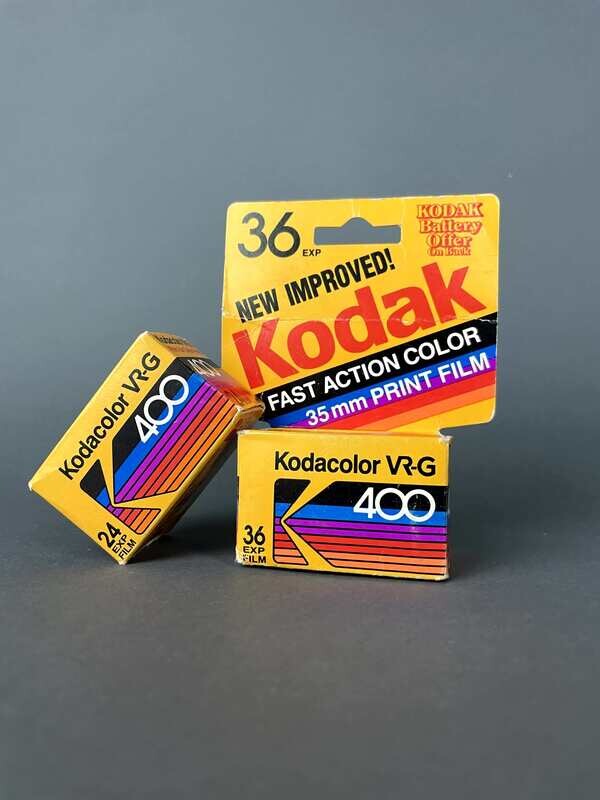 36 EXP
KODAK
Battery
Offer
On Back
NEW IMPROVED!
Kodak
FAST ACTION COLOR
35mm PRINT FILM
Kodacolor VR-G
400
24
EXP
FILM
400
Kodacolor VR-G
400
36
EXP
FILM